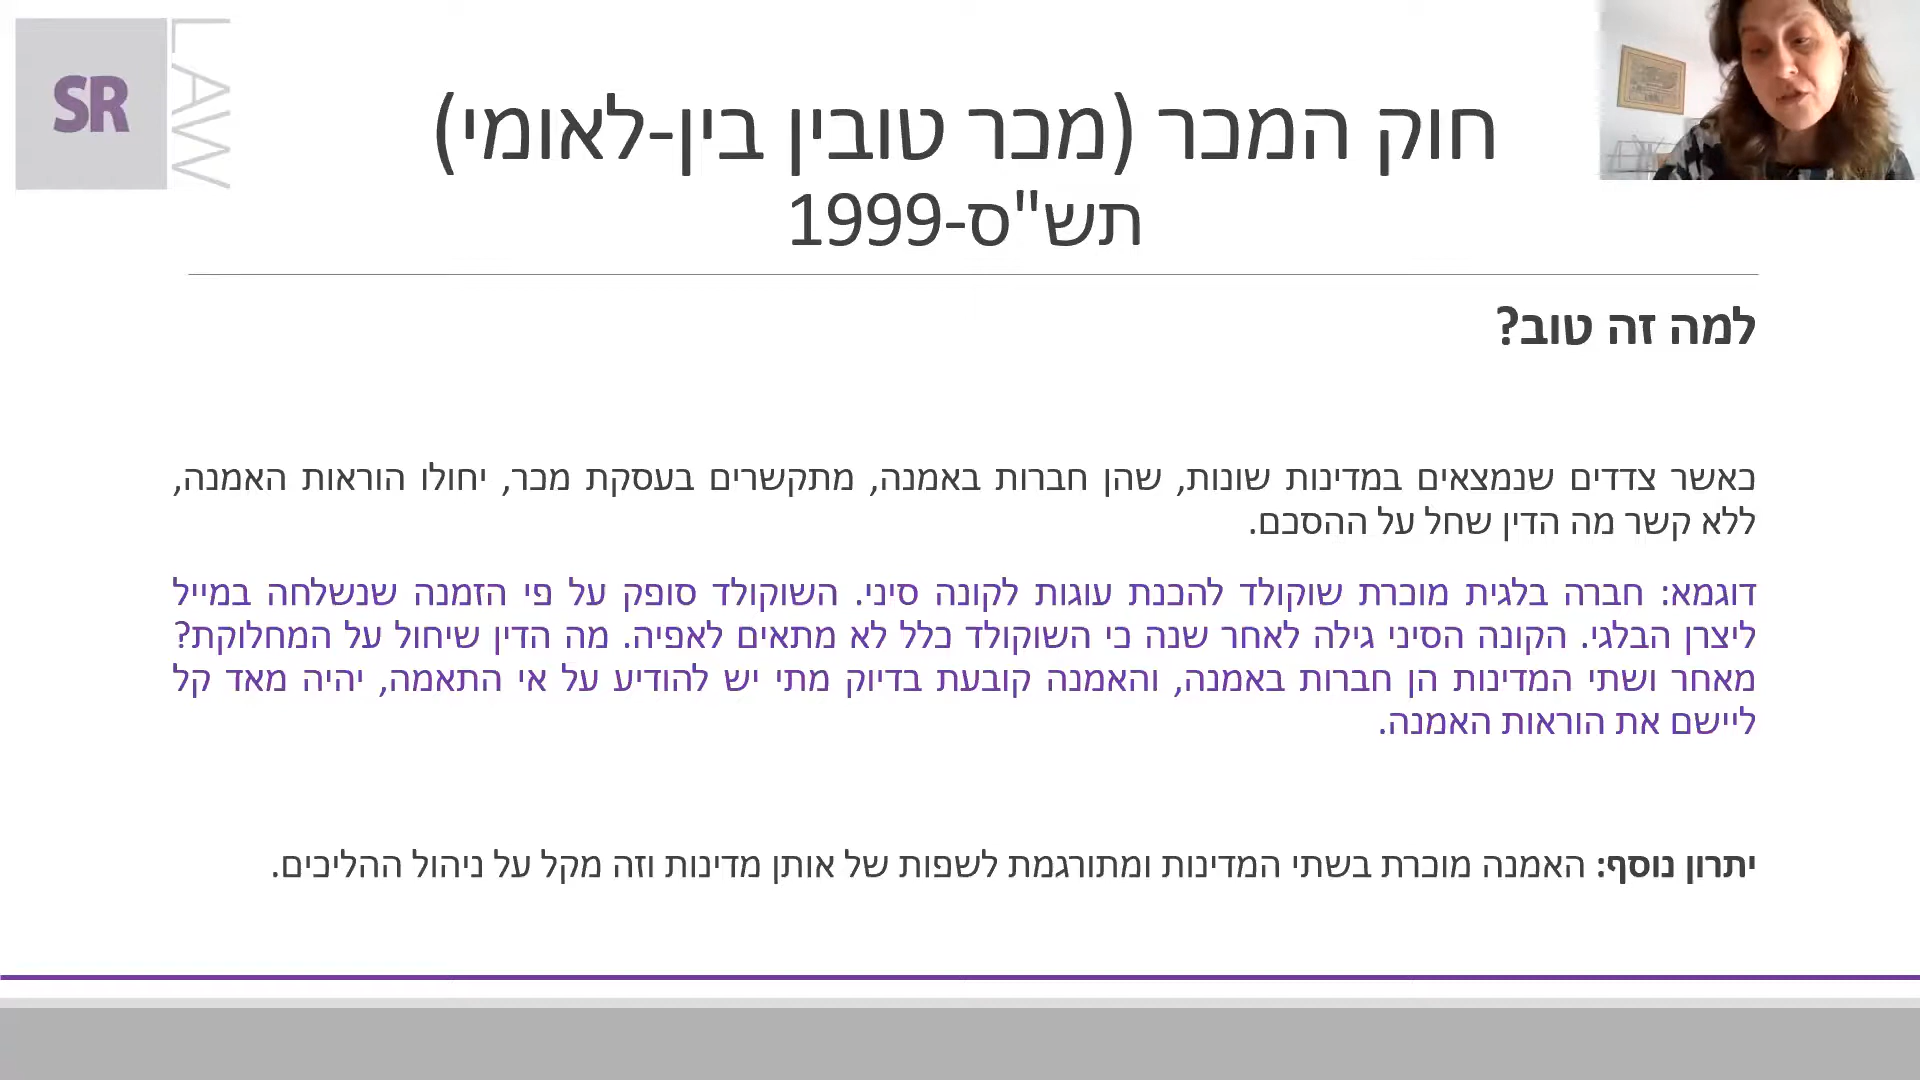 SR
LAW
חוק המכר (מכר טובין בין-לאומי)
תש"ס-1999
למה זה טוב?
כאשר צדדים שנמצאים במדינות שונות, שהן חברות באמנה, מתקשרים בעסקת מכר, יחולו הוראות האמנה,
ללא קשר מה הדין שחל על ההסכם.
דוגמא: חברה בלגית מוכרת שוקולד להכנת עוגות לקונה סיני. השוקולד סופק על פי הזמנה שנשלחה במייל
ליצרן הבלגי. הקונה הסיני גילה לאחר שנה כי השוקולד כלל לא מתאים לאפיה. מה הדין שיחול על המחלוקת?
מאחר ושתי המדינות הן חברות באמנה, והאמנה קובעת בדיוק מתי יש להודיע על אי התאמה, יהיה מאד קל
ליישם את הוראות האמנה.
יתרון נוסף: האמנה מוכרת בשתי המדינות ומתורגמת לשפות של אותן מדינות וזה מקל על ניהול ההליכים.